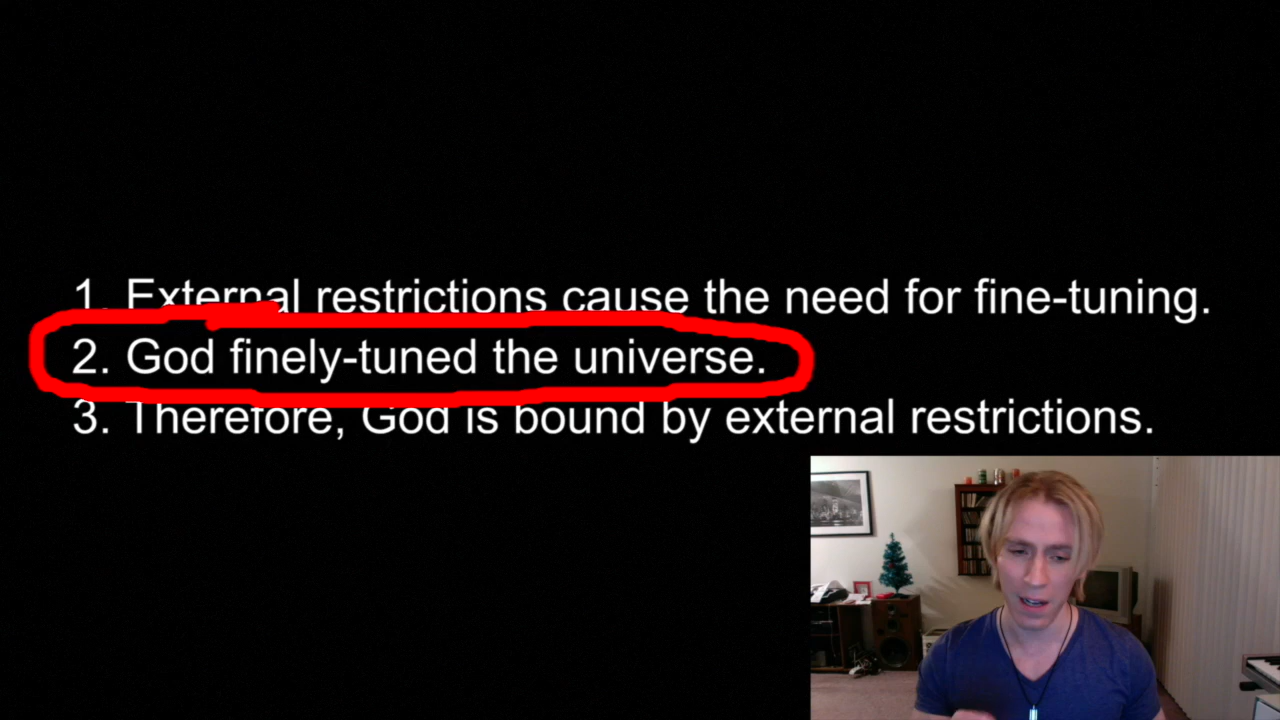 1. External restrictions cause the need for fine-tuning.
2. God finely-tuned the universe.
3. Therefore, God is bound by external restrictions.